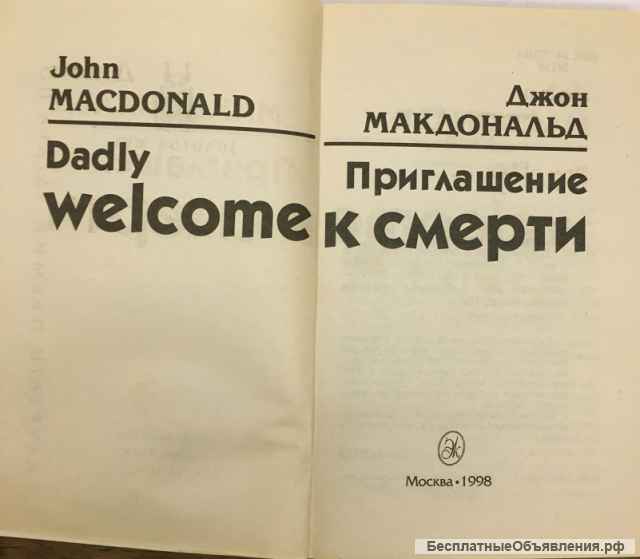 John
MACDONALD
Dadly
welcome
Джон
МАКДОНАЛЬД
Приглашение
к смерти
Москва • 1998
БесплатныеОбъявления.рф